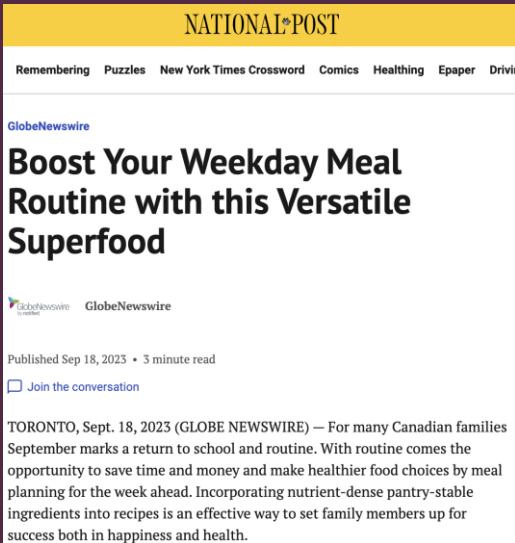 NATIONAL POST
Remembering Puzzles New York Times Crossword Comics Healthing Epaper
GlobeNewswire
Boost Your Weekday Meal
Routine with this Versatile
Superfood
GlobeNewswire GlobeNewswire
by notified
Published Sep 18, 2023 • 3 minute read
Join the conversation
TORONTO, Sept. 18, 2023 (GLOBE NEWSWIRE) — For many Canadian families
September marks a return to school and routine. With routine comes the
opportunity to save time and money and make healthier food choices by meal
planning for the week ahead. Incorporating nutrient-dense pantry-stable
ingredients into recipes is an effective way to set family members up for
success both in happiness and health.